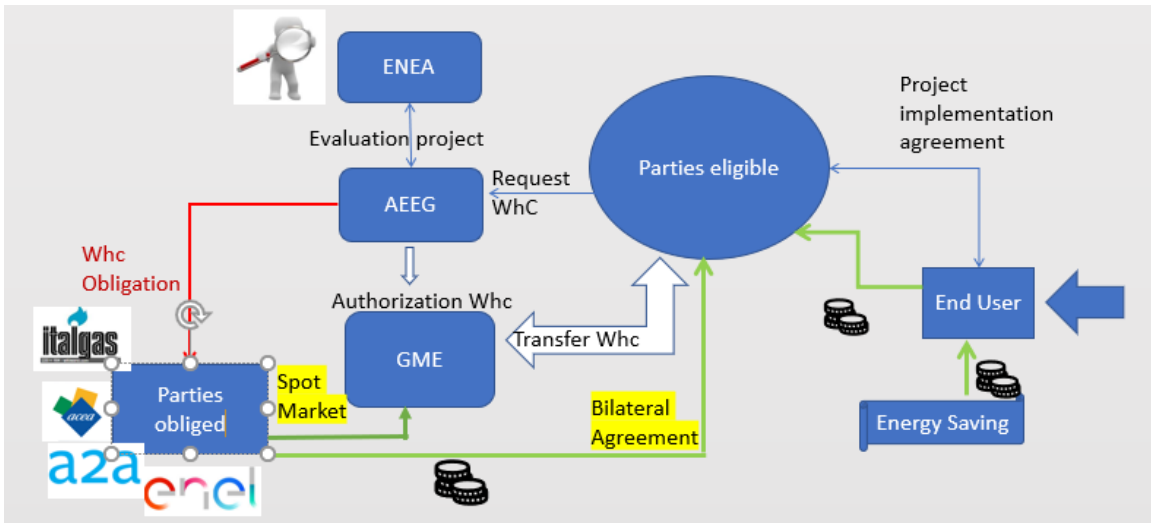 ENEA
Evaluation project
AEEG
Request
WhC
Parties eligible
Project
implementation
agreement
Whc
Obligation
Authorization Whc
GME
Transfer Whc
End User
italgas
acea
a2a
enel
Parties
obliged
Spot
Market
Bilateral
Agreement
Energy Saving